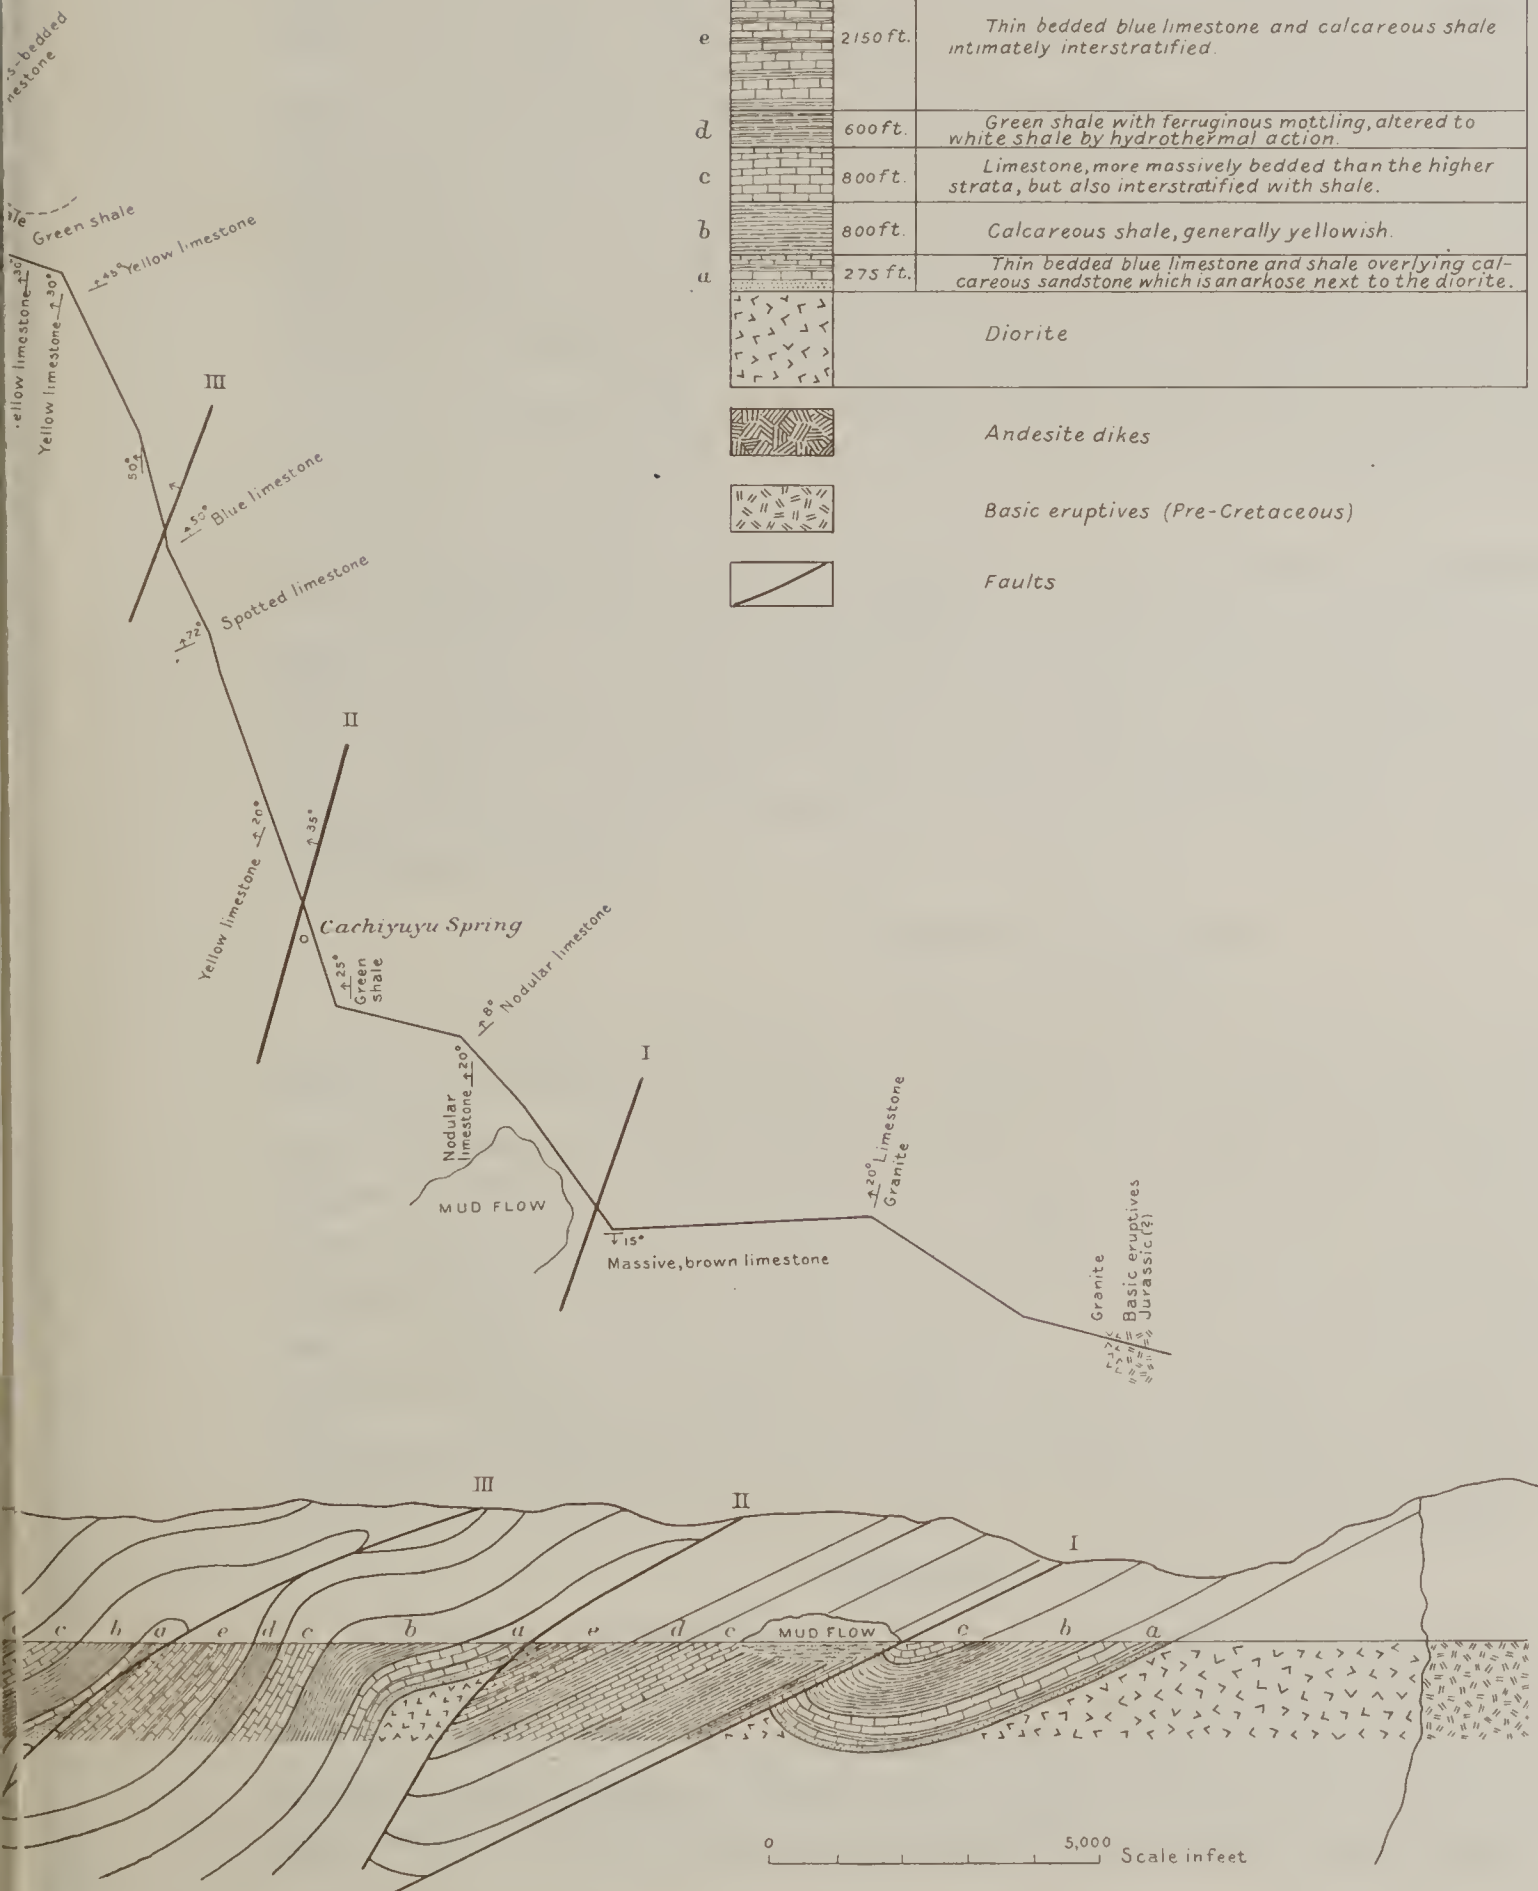 e
2150 ft.
Thin bedded blue limestone and calcareous shale
intimately interstratified.
d
600 ft.
Green shale with ferruginous mottling, altered to
white shale by hydrothermal action.
c
800 ft.
Limestone, more massively bedded than the higher
strata, but also interstratified with shale.
b
800 ft.
Calcareous shale, generally yellowish.
a
275 ft.
Thin bedded blue limestone and shale overlying cal-
careous sandstone which is an arkose next to the diorite.
Diorite
Andesite dikes
Basic eruptives (Pre-Cretaceous)
Faults
s-bedded
nestone
ale
Green shale
45° Yellow limestone
ellow limestone 30°
Yellow limestone 30°
III
50°
50° Blue limestone
72° Spotted limestone
II
Yellow limestone 20°
35°
Cachiyuyu Spring
25°
Green
shale
8° Nodular limestone
Nodular
limestone 20°
I
MUD FLOW
15°
Massive, brown limestone
20° Limestone
Granite
Granite
Basic eruptives
Jurassic (?)
III
II
I
c b a e d c b a e d c MUD FLOW c b a
0 5,000 Scale in feet